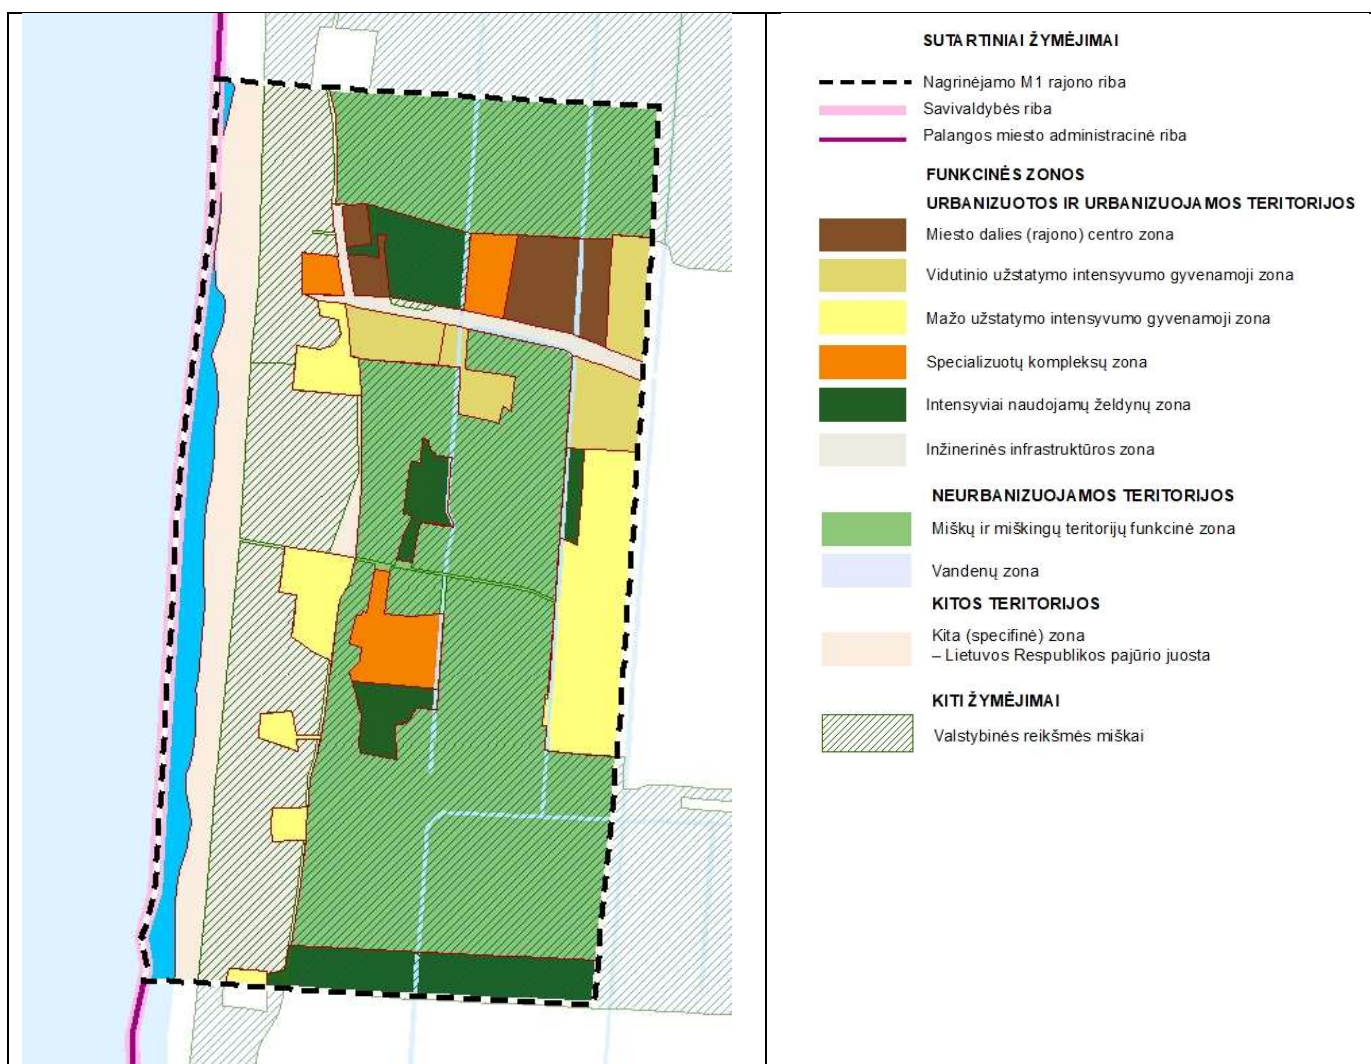 SUTARTINIAI ŽYMĖJIMAI
Nagrinėjamo M1 rajono riba
Savivaldybės riba
Palangos miesto administracinė riba
FUNKCINĖS ZONOS
URBANIZUOTOS IR URBANIZUOJAMOS TERITORIJOS
Miesto dalies (rajono) centro zona
Vidutinio užstatymo intensyvumo gyvenamoji zona
Mažo užstatymo intensyvumo gyvenamoji zona
Specializuotų kompleksų zona
Intensyviai naudojamų želdynų zona
Inžinerinės infrastruktūros zona
NEURBANIZUOJAMOS TERITORIJOS
Miškų ir miškingų teritorijų funkcinė zona
Vandenų zona
KITOS TERITORIJOS
Kita (specifinė) zona
– Lietuvos Respublikos pajūrio juosta
KITI ŽYMĖJIMAI
Valstybinės reikšmės miškai